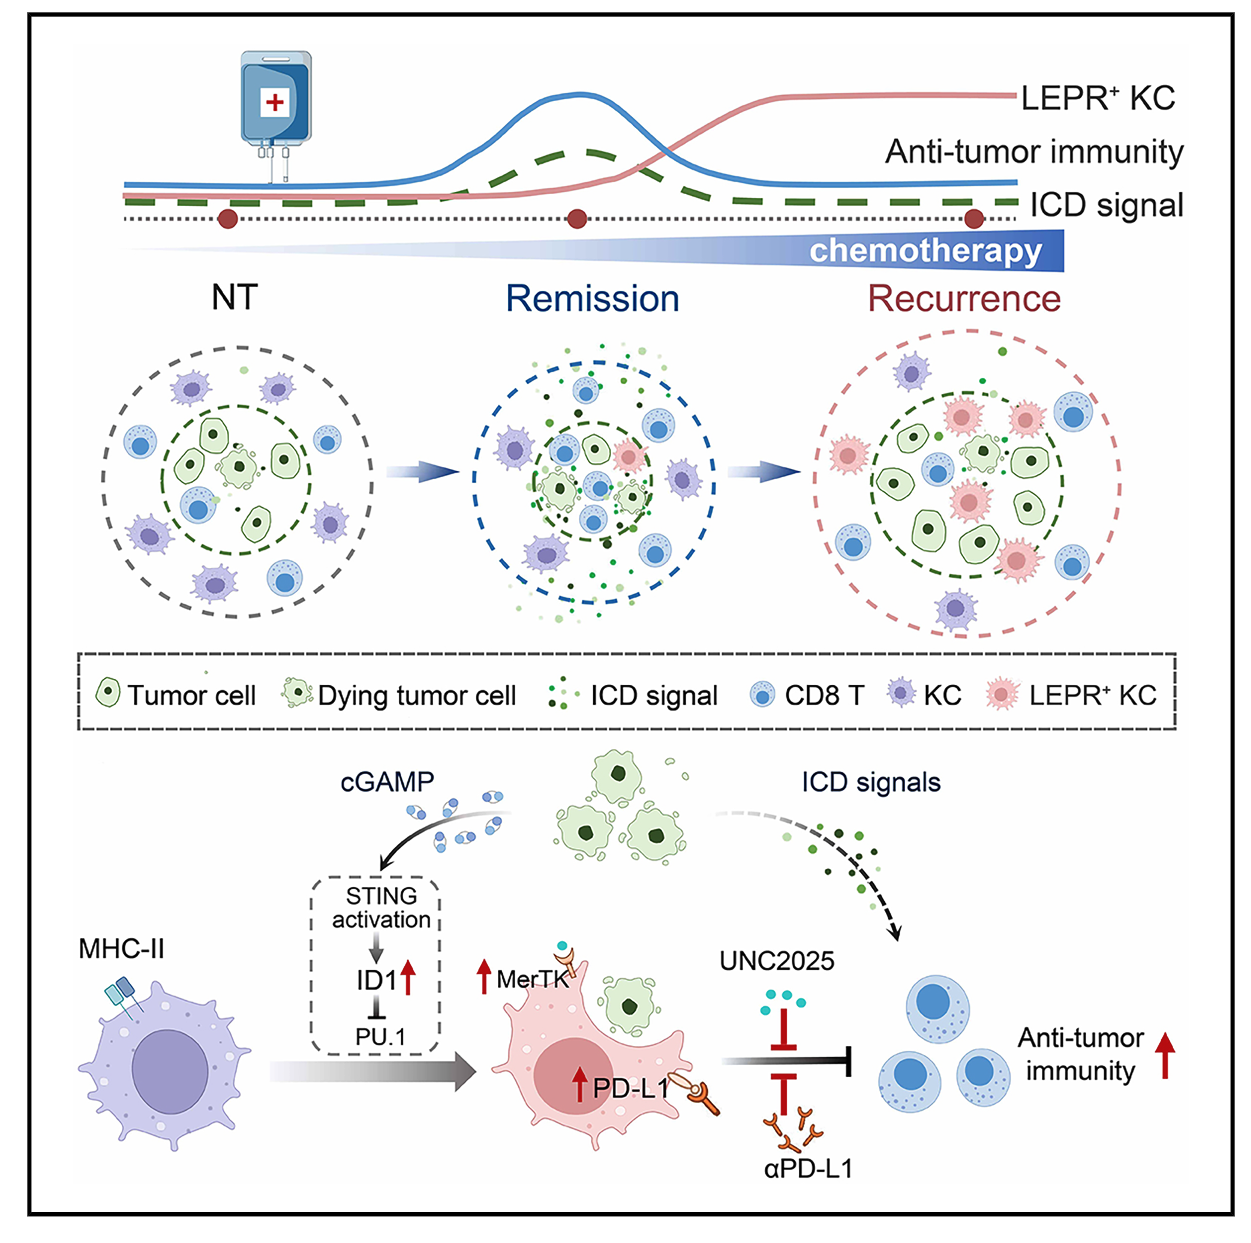 LEPR⁺ KC
Anti-tumor immunity
ICD signal
chemotherapy
NT
Remission
Recurrence
Tumor cell
Dying tumor cell
ICD signal
CD8 T
KC
LEPR⁺ KC
cGAMP
ICD signals
STING
activation
MHC-II
ID1
MerTK
UNC2025
PU.1
Anti-tumor
immunity
PD-L1
αPD-L1